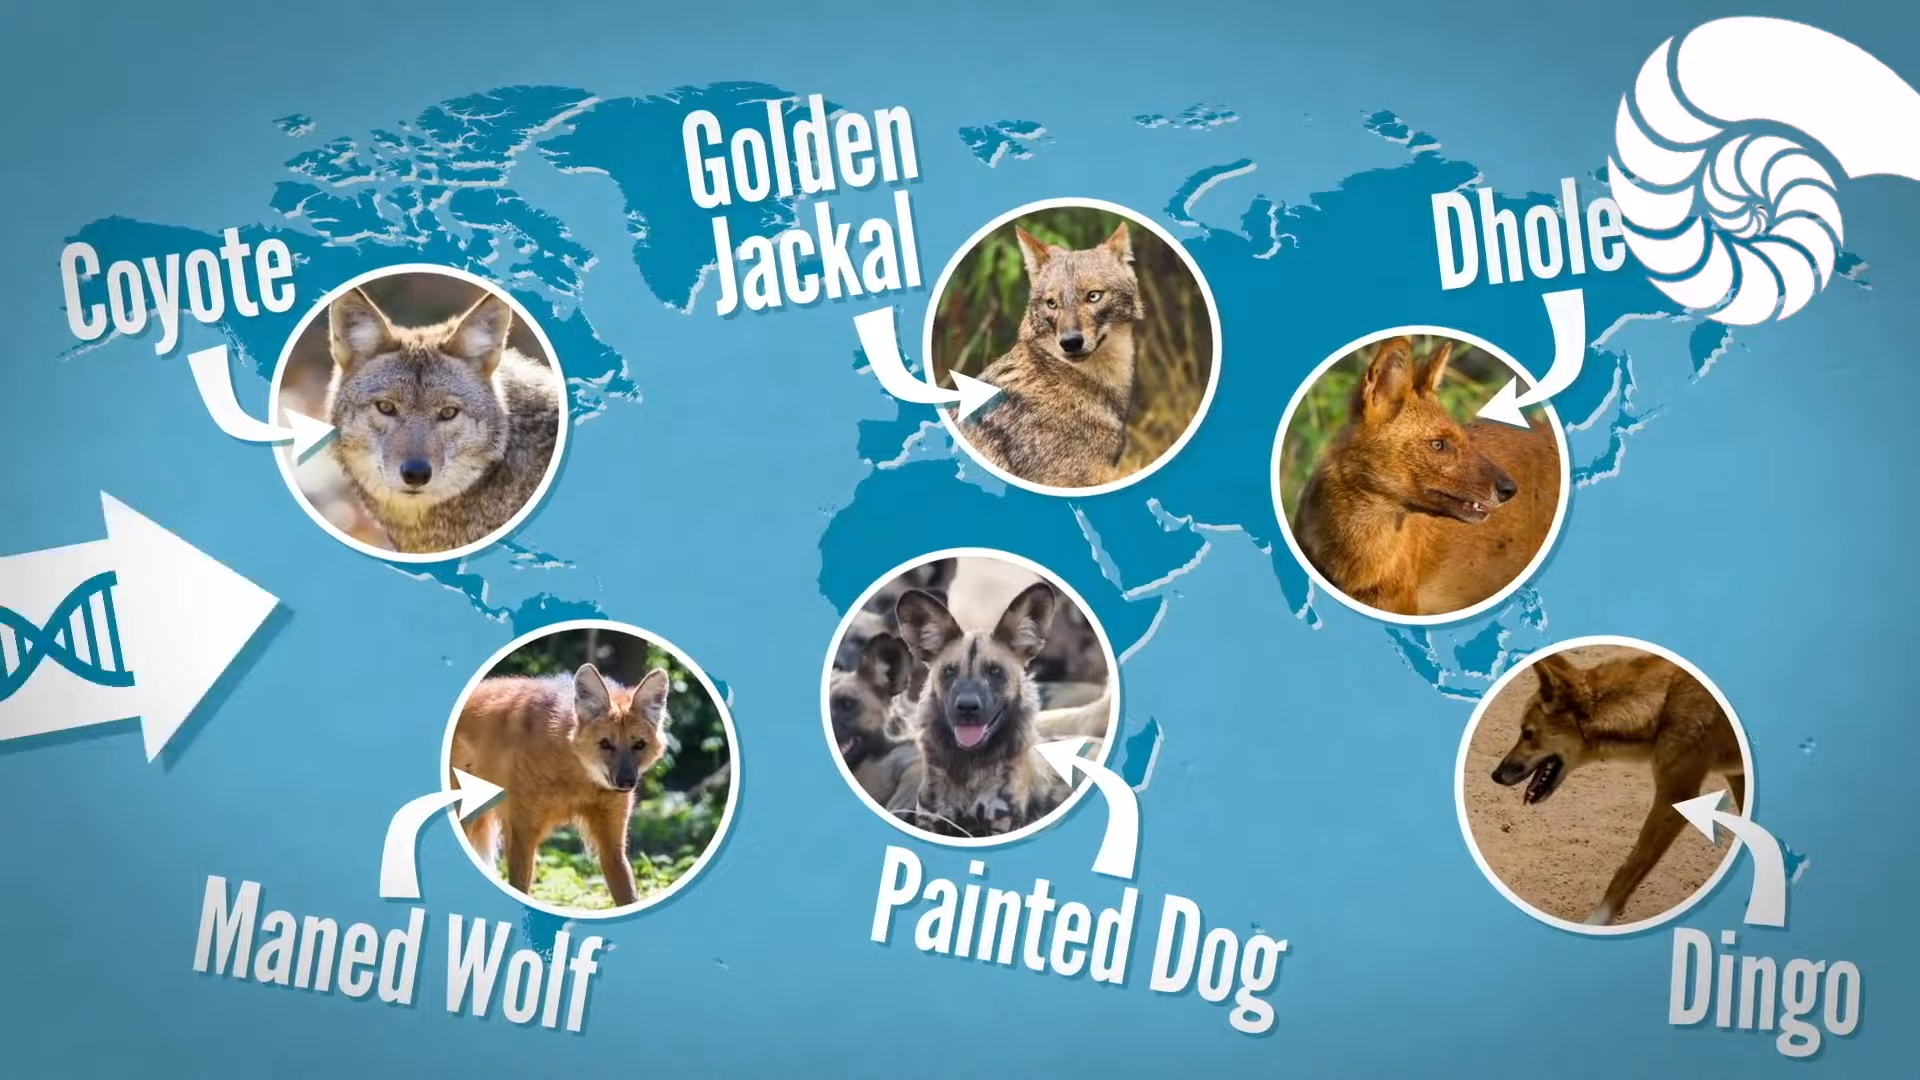 Coyote
Golden
Jackal
Dhole
Maned Wolf
Painted Dog
Dingo